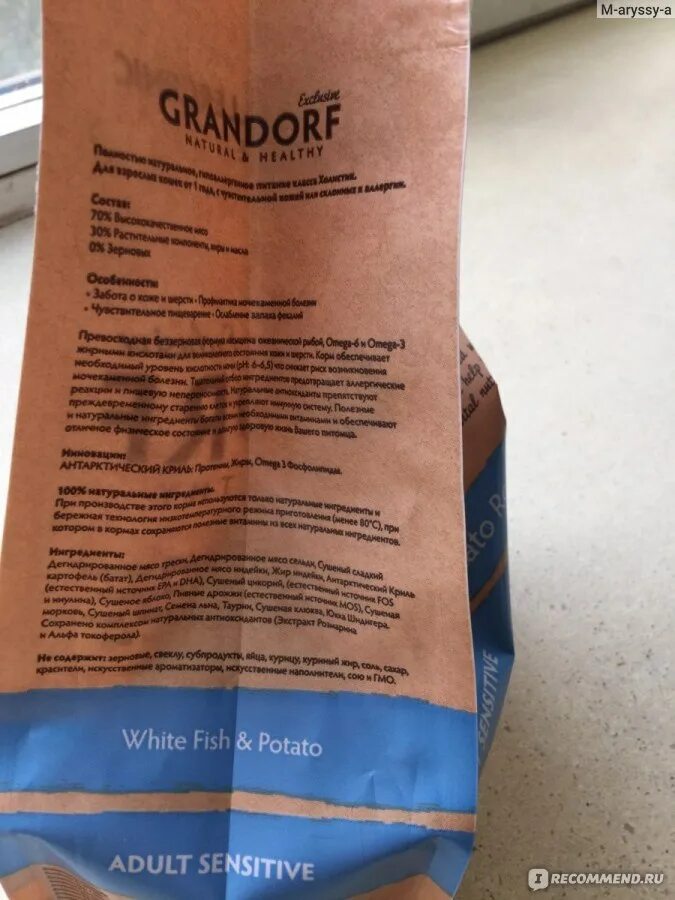 M-aryssy-a
Exclusive
GRANDORF
NATURAL & HEALTHY
Полностью натуральное, гипоаллергенное питание класса Холистик.
Для взрослых кошек от 1 года, с чувствительной кожей или склонных к аллергии.
Состав:
70% Высококачественное мясо
30% Растительные компоненты, жиры и масла
0% Зерновых
Особенности:
• Забота о коже и шерсти • Профилактика мочекаменной болезни
• Чувствительное пищеварение • Ослабление запаха фекалий
Превосходная беззерновая формула насыщена океанической рыбой, Omega-6 и Omega-3
жирными кислотами для великолепного состояния кожи и шерсти. Корм обеспечивает
необходимый уровень кислотности мочи (pH: 6–6,5) что снижает риск возникновения
мочекаменной болезни. Тщательный отбор ингредиентов предотвращает аллергические
реакции и пищевую непереносимость. Натуральные антиоксиданты препятствуют
преждевременному старению клеток и укрепляют иммунную систему. Полезные
и натуральные ингредиенты богаты всеми необходимыми витаминами и обеспечивают
отличное физическое состояние и долгую здоровую жизнь Вашего питомца.
Инновации:
АНТАРКТИЧЕСКИЙ КРИЛЬ: Протеины, Жиры, Omega 3 Фосфолипиды.
100% натуральные ингредиенты.
При производстве этого корма используются только натуральные ингредиенты и
бережная технология низкотемпературного режима приготовления (менее 80°C), при
котором в кормах сохраняются полезные витамины из всех натуральных ингредиентов.
Ингредиенты:
Дегидрированное мясо трески, Дегидрированное мясо сельди, Сушеный сладкий
картофель (батат), Дегидрированное мясо индейки, Жир индейки, Антарктический Криль
(естественный источник EPA и DHA), Сушеный цикорий, (естественный источник FOS
и инулина), Сушеное яблоко, Пивные дрожжи (естественный источник MOS), Сушеная
морковь, Сушеный шпинат, Семена льна, Таурин, Сушеная клюква, Юкка Шидигера.
Сохранено комплексом натуральных антиоксидантов (Экстракт Розмарина
и Альфа токоферола).
Не содержит: зерновые, свеклу, субпродукты, яйца, курицу, куриный жир, соль, сахар,
красители, искусственные ароматизаторы, искусственные наполнители, сою и ГМО.
White Fish & Potato
ADULT SENSITIVE
help
SENSITIVE
IRECOMMEND.RU